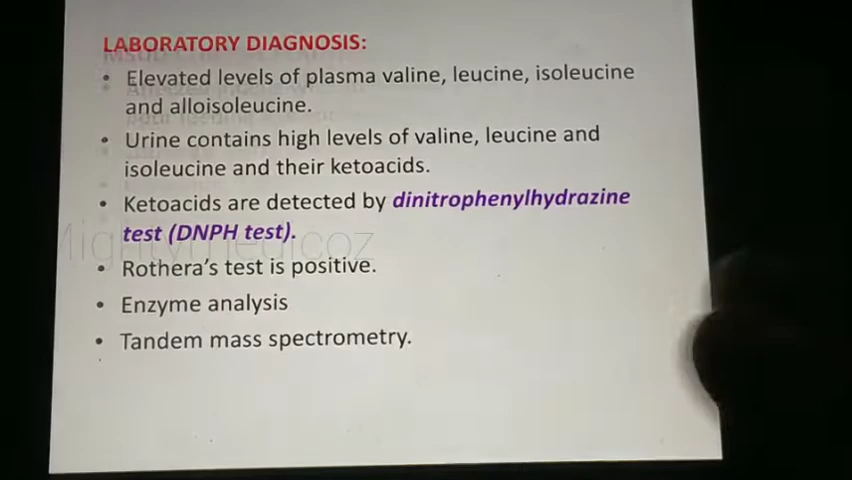 LABORATORY DIAGNOSIS:
• Elevated levels of plasma valine, leucine, isoleucine
and alloisoleucine.
• Urine contains high levels of valine, leucine and
isoleucine and their ketoacids.
• Ketoacids are detected by dinitrophenylhydrazine
test (DNPH test).
Mightymedicoz
• Rothera's test is positive.
• Enzyme analysis
• Tandem mass spectrometry.